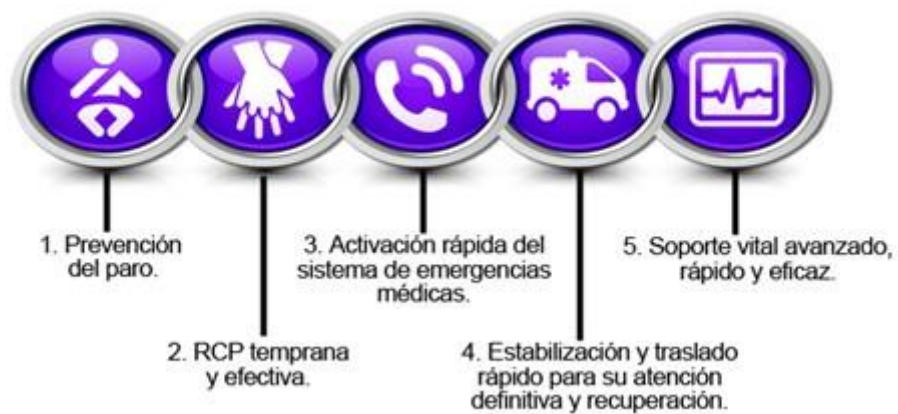 1. Prevención
del paro.
2. RCP temprana
y efectiva.
3. Activación rápida del
sistema de emergencias
médicas.
4. Estabilización y traslado
rápido para su atención
definitiva y recuperación.
5. Soporte vital avanzado,
rápido y eficaz.